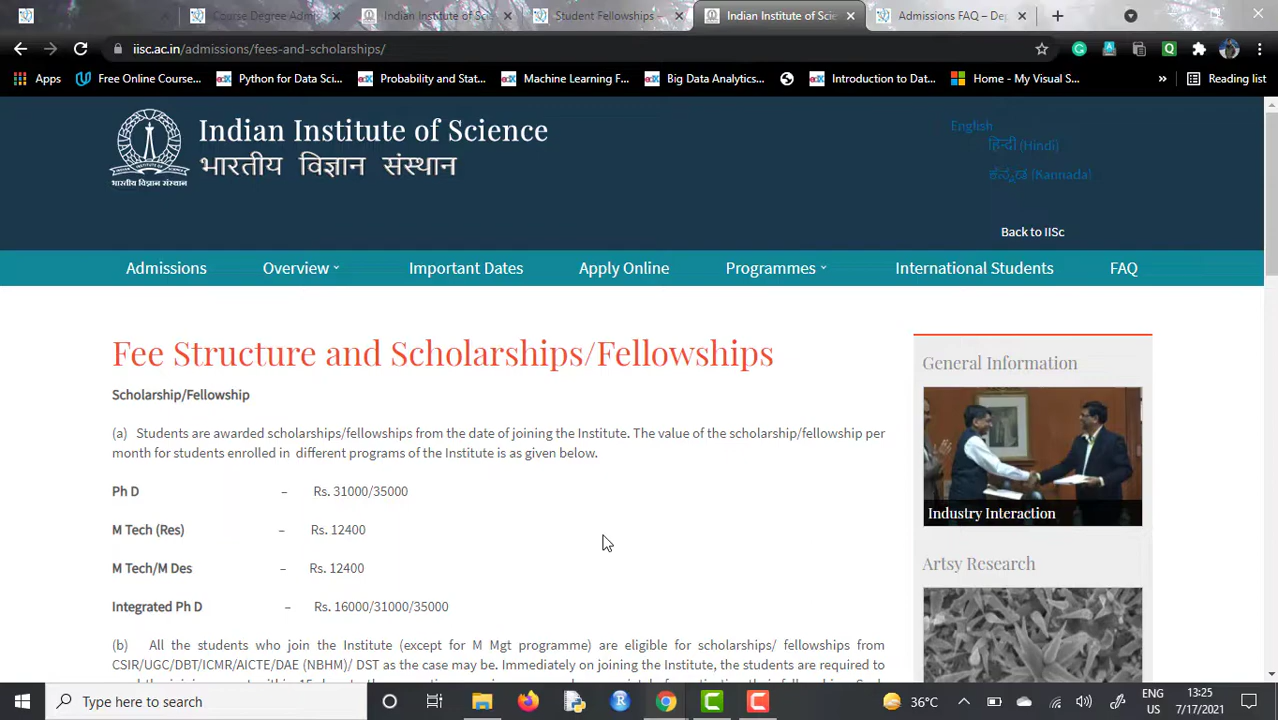 Course Degree Admis
Indian Institute of Scie
Student Fellowships –
Indian Institute of Scie
Admissions FAQ – Dep
iisc.ac.in/admissions/fees-and-scholarships/
Apps
Free Online Course...
Python for Data Sci...
Probability and Stat...
Machine Learning F...
Big Data Analytics...
Introduction to Dat...
Home - My Visual S...
»
Reading list
Indian Institute of Science
भारतीय विज्ञान संस्थान
भारतीय विज्ञान संस्थान
English
हिन्दी (Hindi)
ಕನ್ನಡ (Kannada)
Back to IISc
Admissions
Overview
Important Dates
Apply Online
Programmes
International Students
FAQ
Fee Structure and Scholarships/Fellowships
Scholarship/Fellowship
(a) Students are awarded scholarships/fellowships from the date of joining the Institute. The value of the scholarship/fellowship per
month for students enrolled in different programs of the Institute is as given below.
Ph D – Rs. 31000/35000
M Tech (Res) – Rs. 12400
M Tech/M Des – Rs. 12400
Integrated Ph D – Rs. 16000/31000/35000
(b) All the students who join the Institute (except for M Mgt programme) are eligible for scholarships/ fellowships from
CSIR/UGC/DBT/ICMR/AICTE/DAE (NBHM)/ DST as the case may be. Immediately on joining the Institute, the students are required to
General Information
Industry Interaction
Artsy Research
Type here to search
36°C
ENG
US
13:25
7/17/2021